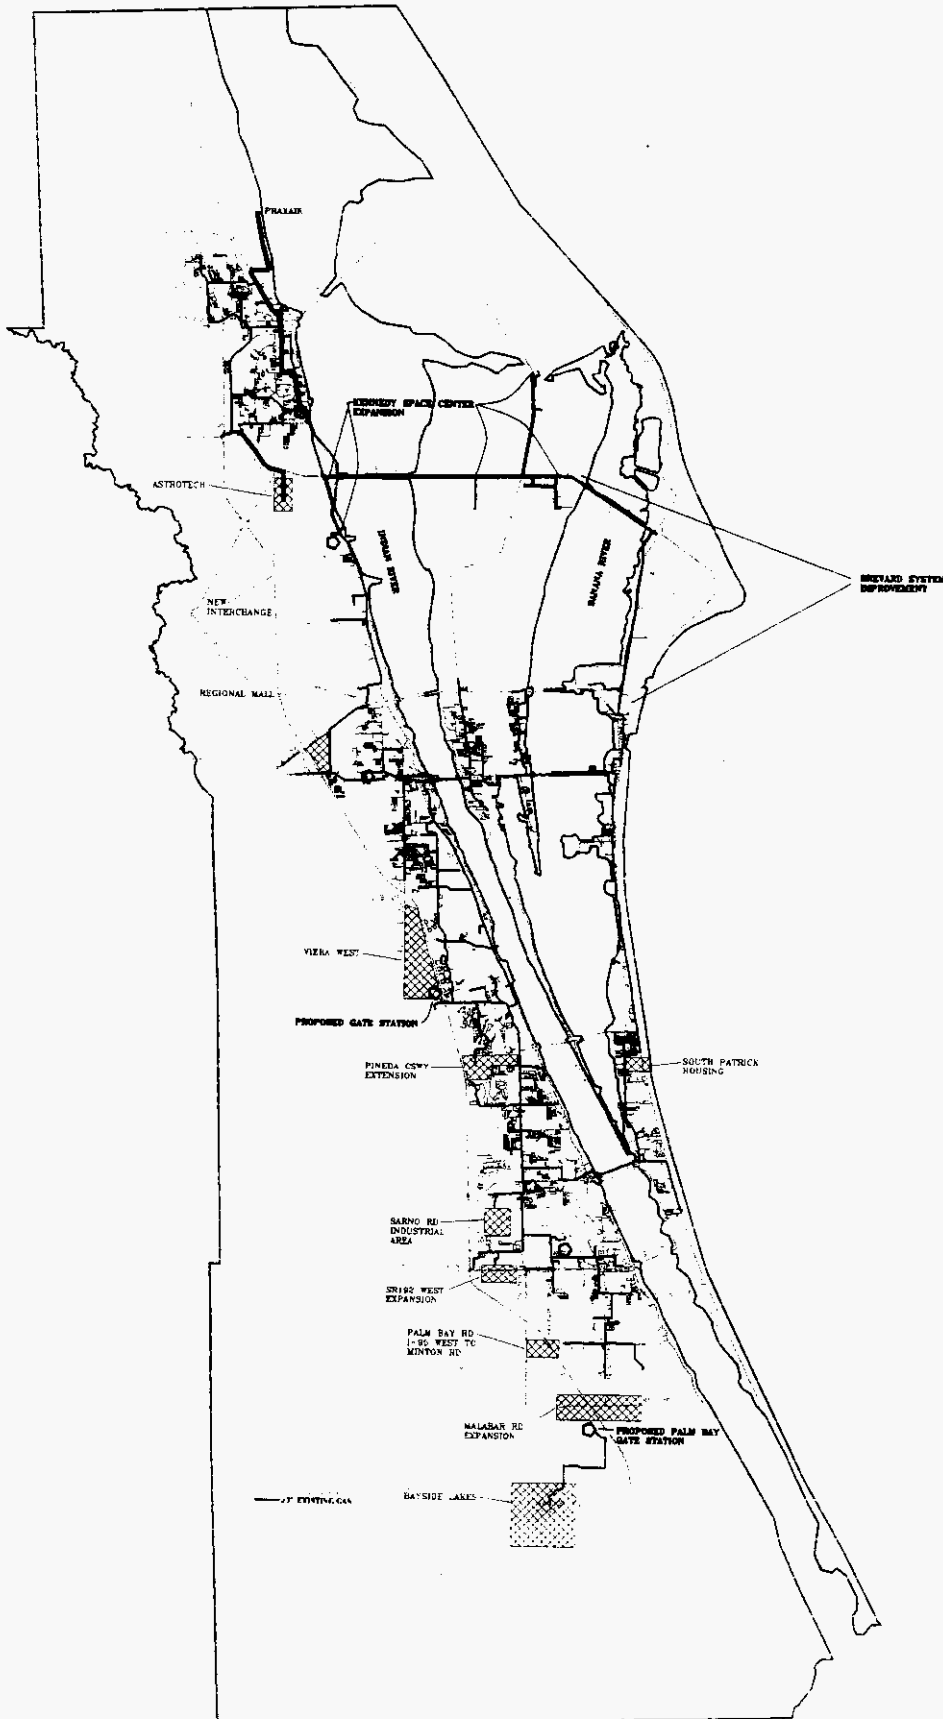 PRAXAIR
KENNEDY SPACE CENTER
EXPANSION
ASTROTECH
INDIAN RIVER
BANANA RIVER
BREVARD SYSTEM
IMPROVEMENT
NEW
INTERCHANGE
REGIONAL MALL
VIERA WEST
PROPOSED GATE STATION
PINEDA CSWY
EXTENSION
SOUTH PATRICK
HOUSING
SARNO RD
INDUSTRIAL
AREA
SR192 WEST
EXPANSION
PALM BAY RD
I-95 WEST TO
MINTON RD
MALABAR RD
EXPANSION
PROPOSED PALM BAY
GATE STATION
BAYSIDE LAKES
EXISTING GAS